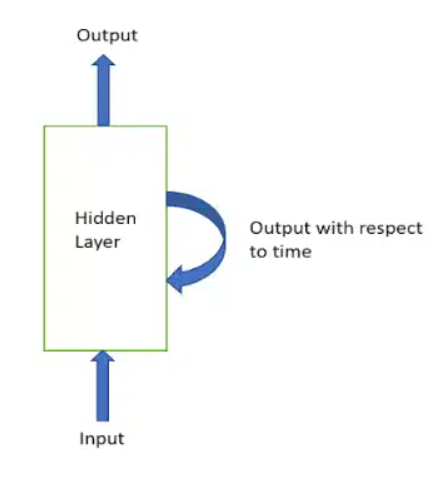 Output
Hidden
Layer
Output with respect
to time
Input